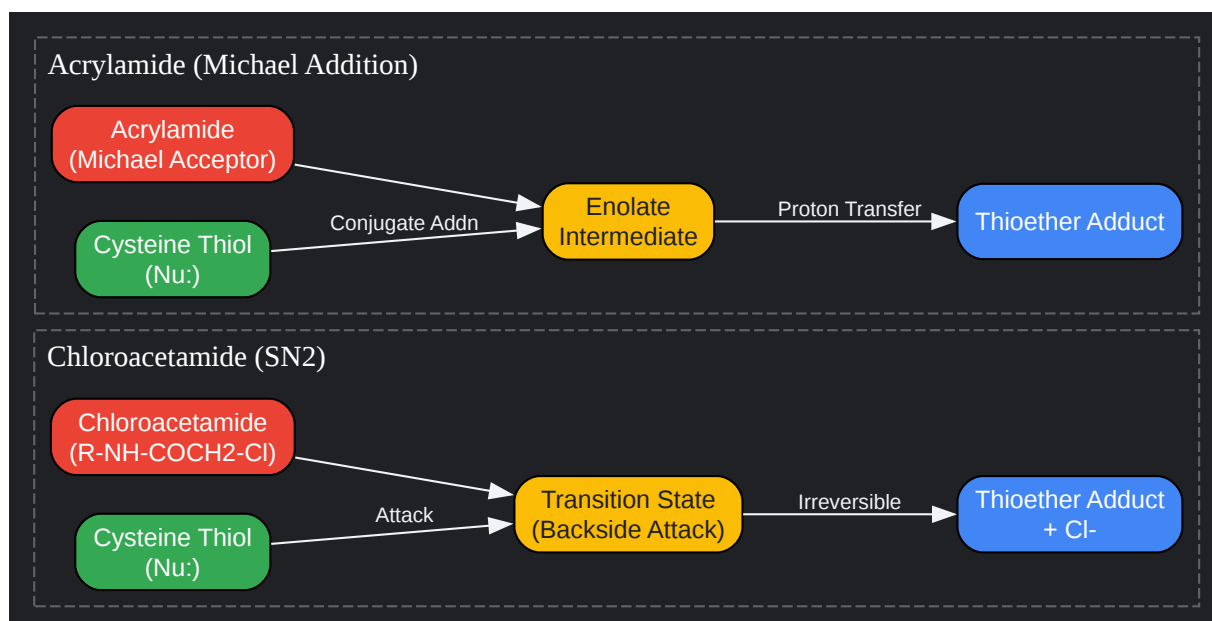 Acrylamide (Michael Addition)
Acrylamide
(Michael Acceptor)
Cysteine Thiol
(Nu:)
Conjugate Addn
Enolate
Intermediate
Proton Transfer
Thioether Adduct
Chloroacetamide (SN2)
Chloroacetamide
(R-NH-COCH2-Cl)
Cysteine Thiol
(Nu:)
Attack
Transition State
(Backside Attack)
Irreversible
Thioether Adduct
+ Cl-